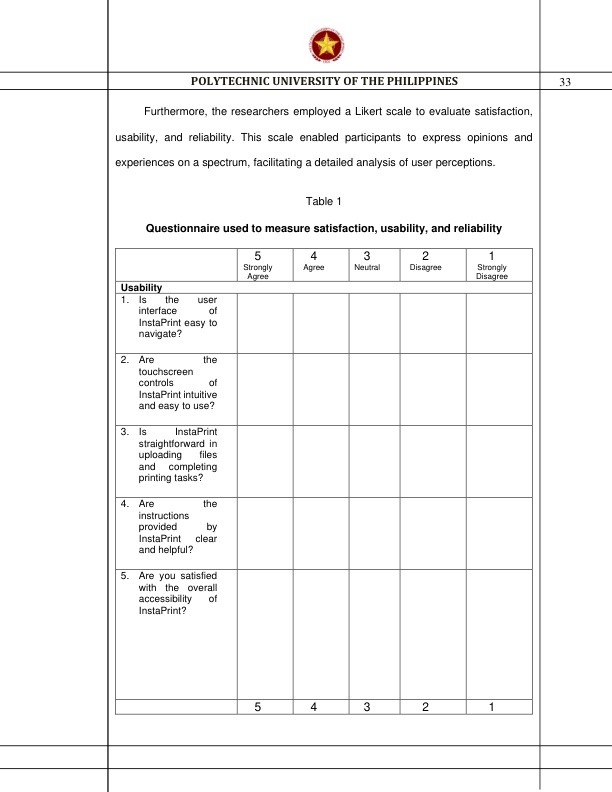 POLYTECHNIC UNIVERSITY OF THE PHILIPPINES
33
Furthermore, the researchers employed a Likert scale to evaluate satisfaction,
usability, and reliability. This scale enabled participants to express opinions and
experiences on a spectrum, facilitating a detailed analysis of user perceptions.
Table 1
Questionnaire used to measure satisfaction, usability, and reliability
5 4 3 2 1
Strongly Agree Neutral Disagree Strongly
Agree Disagree
Usability
1. Is the user
interface of
InstaPrint easy to
navigate?
2. Are the
touchscreen
controls of
InstaPrint intuitive
and easy to use?
3. Is InstaPrint
straightforward in
uploading files
and completing
printing tasks?
4. Are the
instructions
provided by
InstaPrint clear
and helpful?
5. Are you satisfied
with the overall
accessibility of
InstaPrint?
5 4 3 2 1